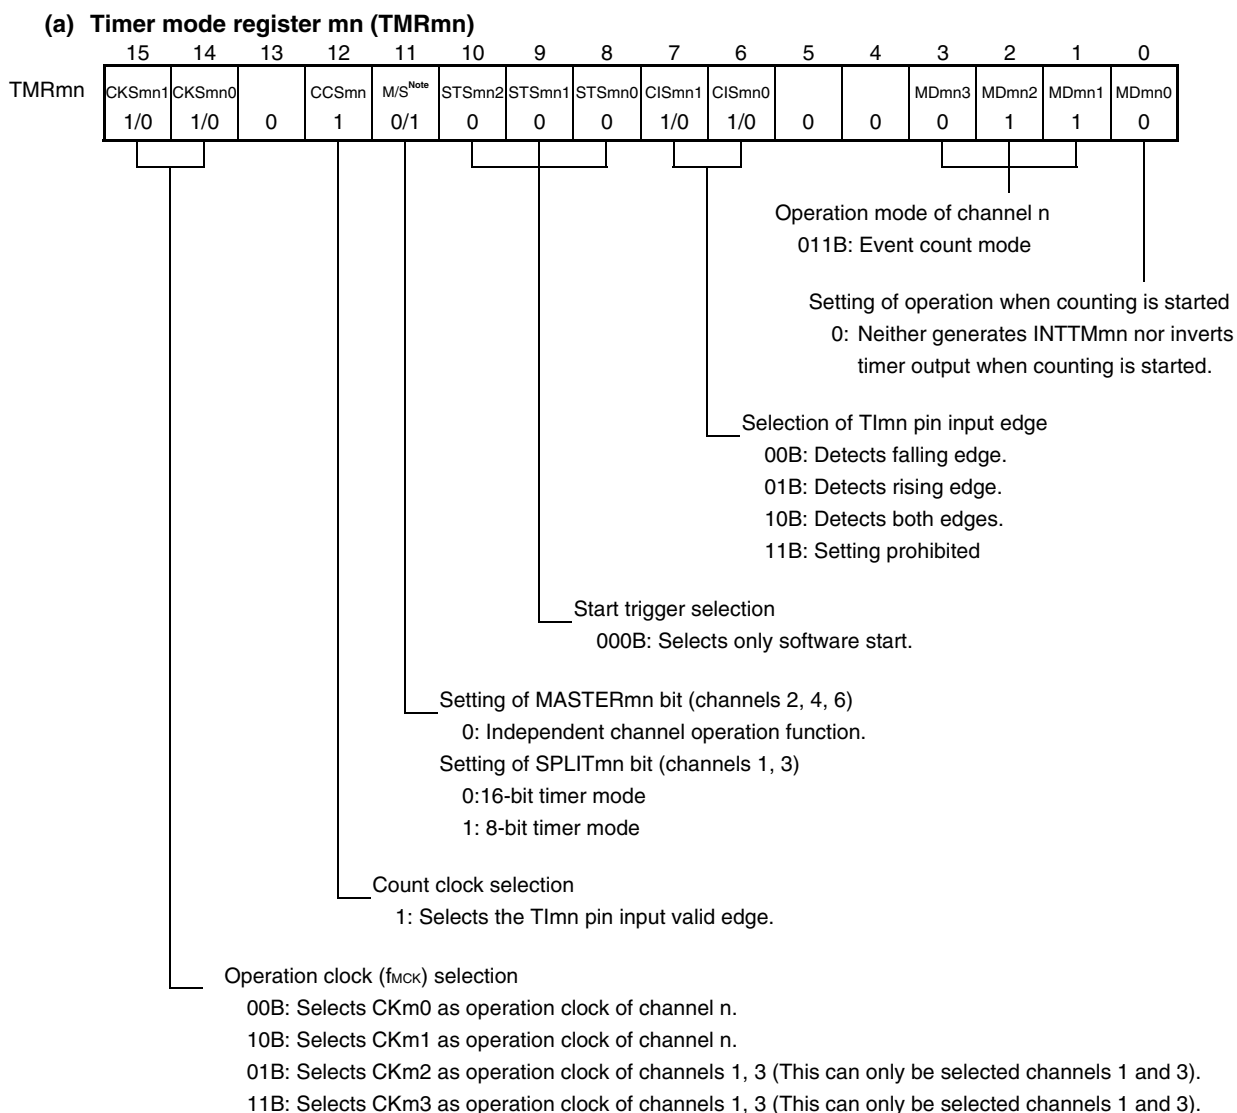 (a) Timer mode register mn (TMRmn)
15 14 13 12 11 10 9 8 7 6 5 4 3 2 1 0
TMRmn CKSmn1 CKSmn0 CCSmn M/SNote STSmn2 STSmn1 STSmn0 CISmn1 CISmn0 MDmn3 MDmn2 MDmn1 MDmn0
1/0 1/0 0 1 0/1 0 0 0 1/0 1/0 0 0 0 1 1 0
Operation mode of channel n
011B: Event count mode
Setting of operation when counting is started
0: Neither generates INTTMmn nor inverts
timer output when counting is started.
Selection of TImn pin input edge
00B: Detects falling edge.
01B: Detects rising edge.
10B: Detects both edges.
11B: Setting prohibited
Start trigger selection
000B: Selects only software start.
Setting of MASTERmn bit (channels 2, 4, 6)
0: Independent channel operation function.
Setting of SPLITmn bit (channels 1, 3)
0:16-bit timer mode
1: 8-bit timer mode
Count clock selection
1: Selects the TImn pin input valid edge.
Operation clock (fMCK) selection
00B: Selects CKm0 as operation clock of channel n.
10B: Selects CKm1 as operation clock of channel n.
01B: Selects CKm2 as operation clock of channels 1, 3 (This can only be selected channels 1 and 3).
11B: Selects CKm3 as operation clock of channels 1, 3 (This can only be selected channels 1 and 3).